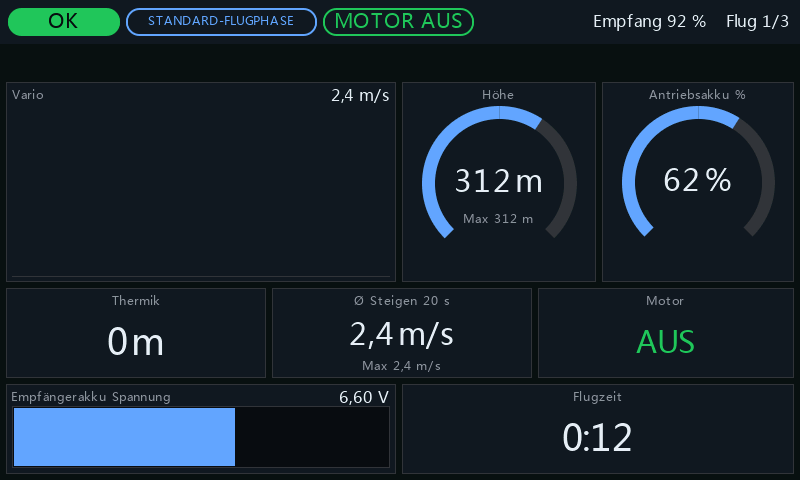 OK STANDARD-FLUGPHASE MOTOR AUS Empfang 92 % Flug 1/3
Vario 2,4 m/s
Höhe
312 m
Max 312 m
Antriebsakku %
62 %
Thermik
0 m
Ø Steigen 20 s
2,4 m/s
Max 2,4 m/s
Motor
AUS
Empfängerakku Spannung 6,60 V
Flugzeit
0:12